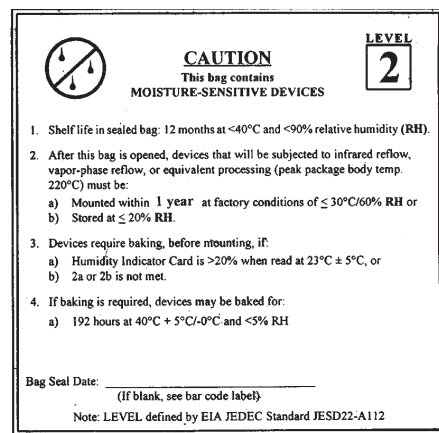 LEVEL
2
CAUTION
This bag contains
MOISTURE-SENSITIVE DEVICES
1. Shelf life in sealed bag: 12 months at <40°C and <90% relative humidity (RH).
2. After this bag is opened, devices that will be subjected to infrared reflow,
vapor-phase reflow, or equivalent processing (peak package body temp.
220°C) must be:
a) Mounted within 1 year at factory conditions of ≤ 30°C/60% RH or
b) Stored at ≤ 20% RH.
3. Devices require baking, before mounting, if:
a) Humidity Indicator Card is >20% when read at 23°C ± 5°C, or
b) 2a or 2b is not met.
4. If baking is required, devices may be baked for:
a) 192 hours at 40°C + 5°C/-0°C and <5% RH
Bag Seal Date:
(If blank, see bar code label)
Note: LEVEL defined by EIA JEDEC Standard JESD22-A112